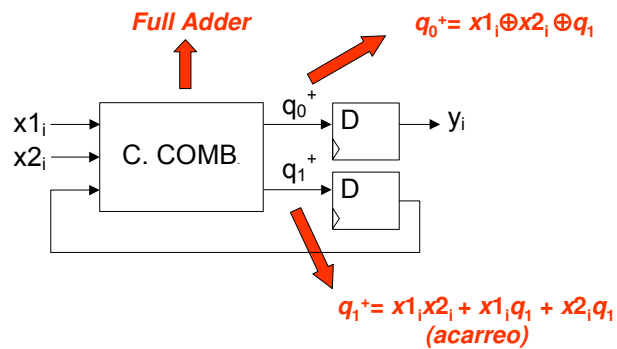 Full Adder
q₀⁺= x1ᵢ⊕x2ᵢ⊕q₁
x1ᵢ
x2ᵢ
C. COMB.
q₀⁺
D
yᵢ
q₁⁺
D
q₁⁺= x1ᵢx2ᵢ + x1ᵢq₁ + x2ᵢq₁
(acarreo)